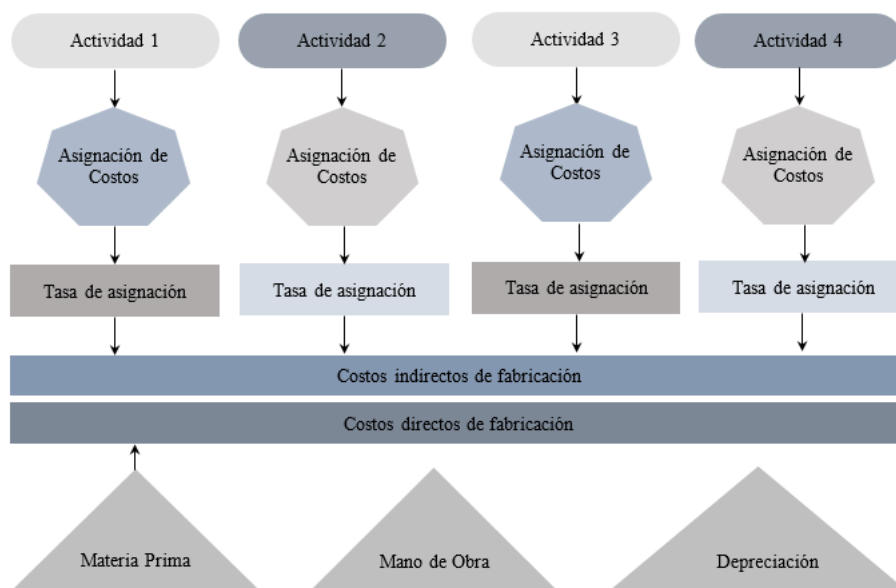 Actividad 1
Actividad 2
Actividad 3
Actividad 4
Asignación de
Costos
Asignación de
Costos
Asignación de
Costos
Asignación de
Costos
Tasa de asignación
Tasa de asignación
Tasa de asignación
Tasa de asignación
Costos indirectos de fabricación
Costos directos de fabricación
Materia Prima
Mano de Obra
Depreciación